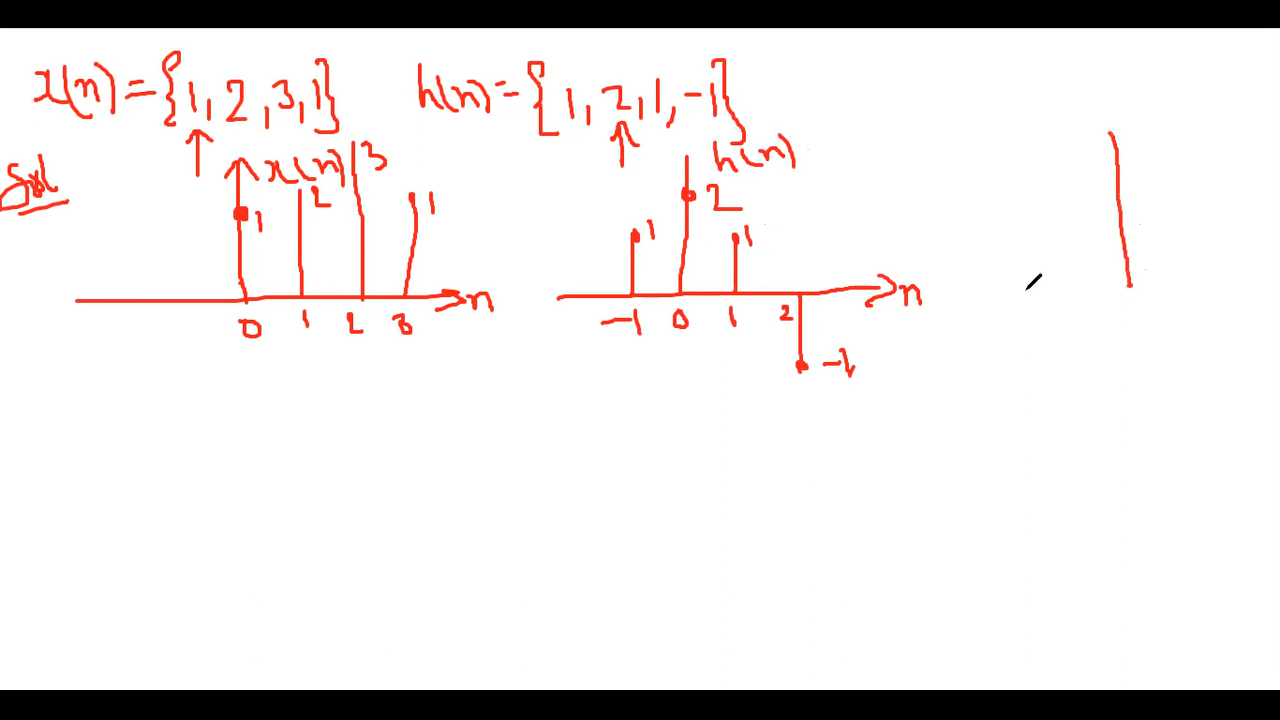 x(n)={1,2,3,1} h(n)={1,2,1,-1}
↑ ↑
Sol
x(n) 3 h(n)
1 2 1 1 2 1
n n
0 1 2 3 -1 0 1 2
-1